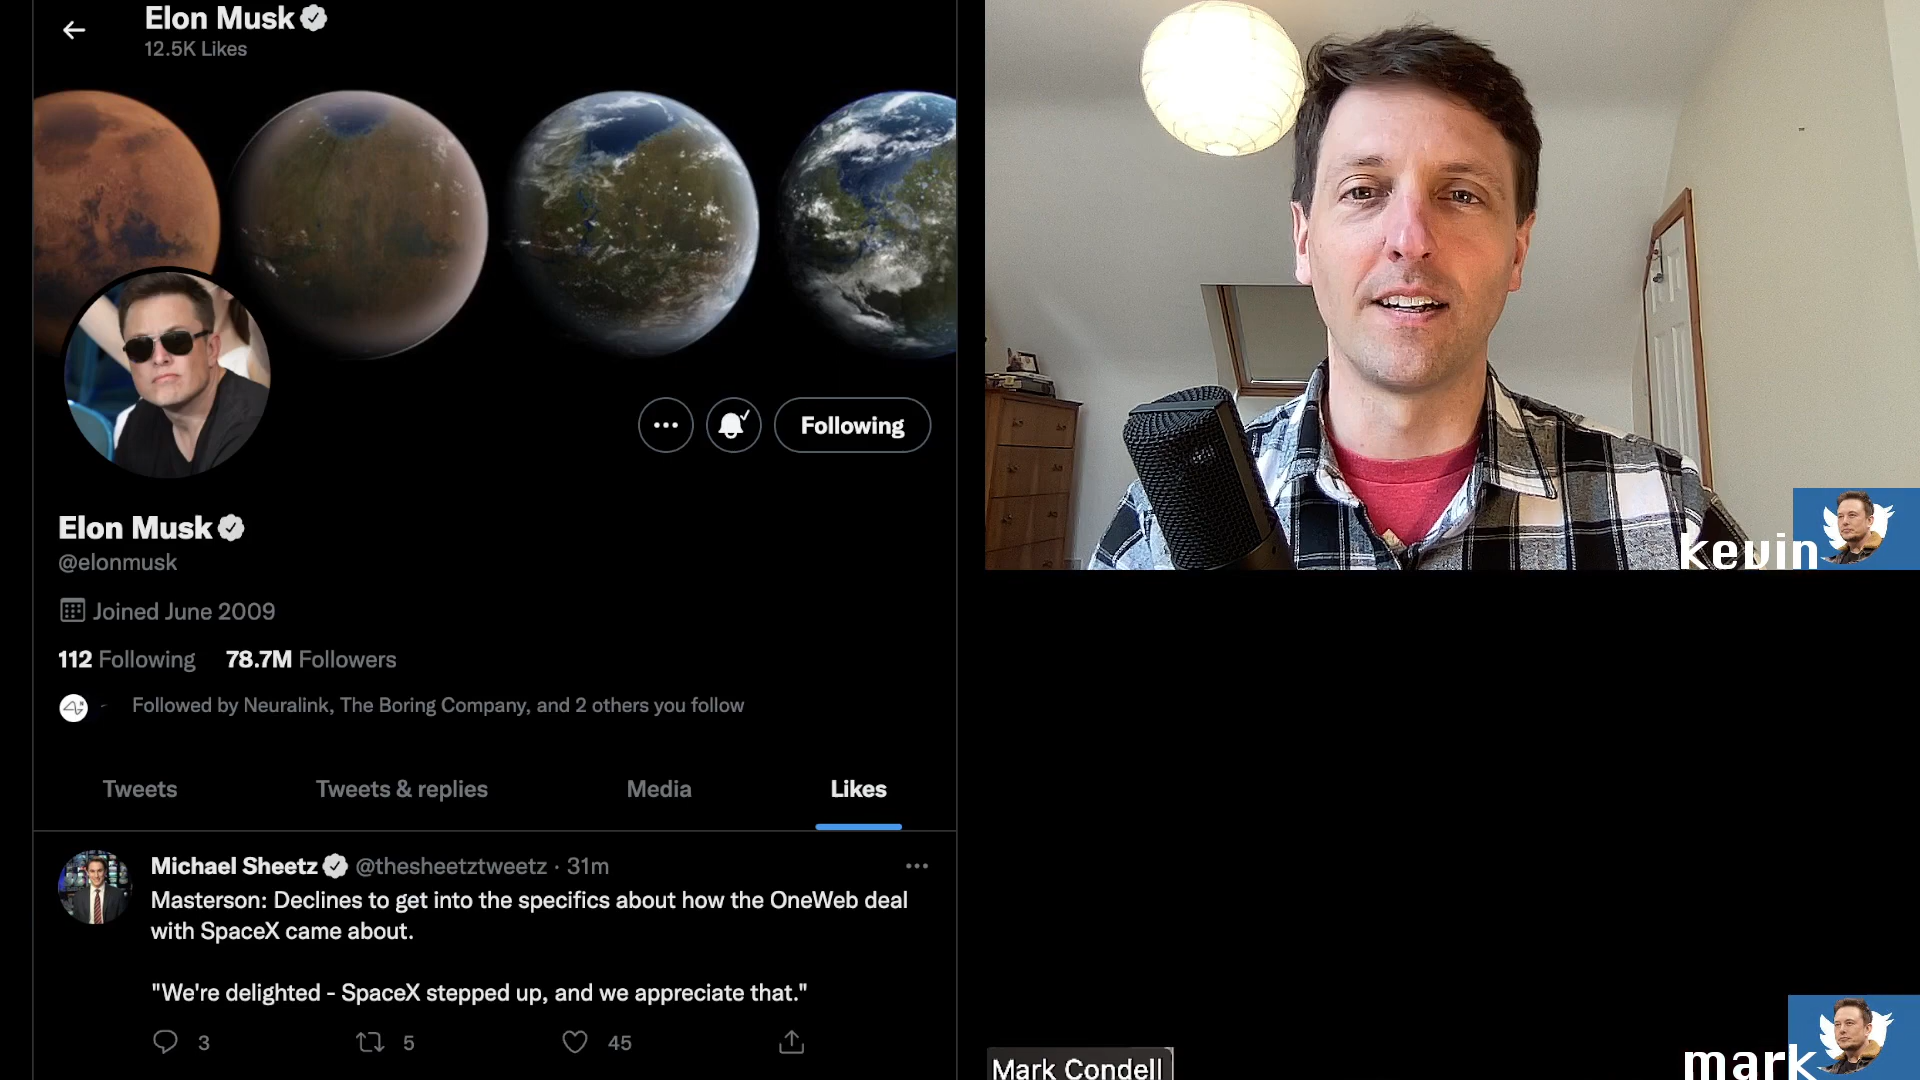 Elon Musk
12.5K Likes
Following
Elon Musk
@elonmusk
Joined June 2009
112 Following 78.7M Followers
Followed by Neuralink, The Boring Company, and 2 others you follow
Tweets Tweets & replies Media Likes
Michael Sheetz @thesheetztweetz · 31m
Masterson: Declines to get into the specifics about how the OneWeb deal
with SpaceX came about.
"We're delighted - SpaceX stepped up, and we appreciate that."
3 5 45
kevin
Mark Condell
mark